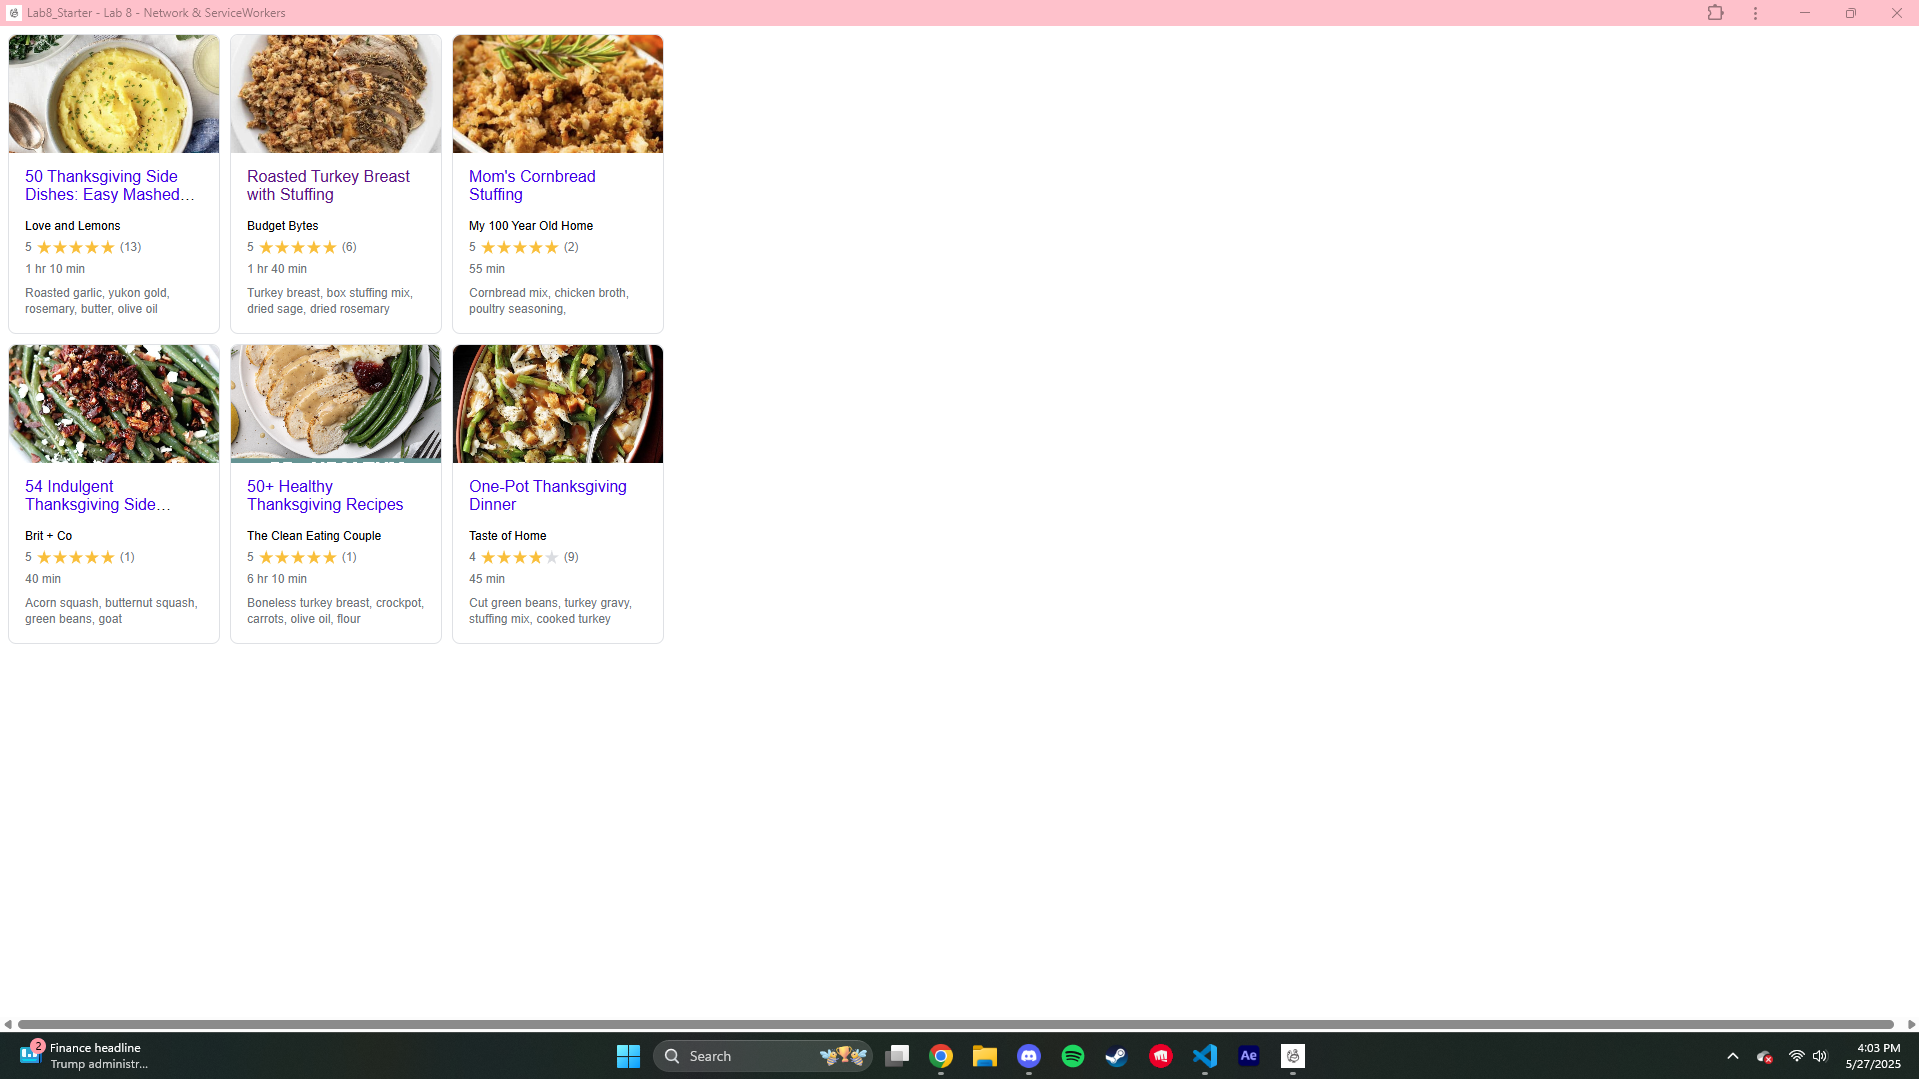 Lab8_Starter - Lab 8 - Network & ServiceWorkers
50 Thanksgiving Side
Dishes: Easy Mashed…
Love and Lemons
5 (13)
1 hr 10 min
Roasted garlic, yukon gold,
rosemary, butter, olive oil
Roasted Turkey Breast
with Stuffing
Budget Bytes
5 (6)
1 hr 40 min
Turkey breast, box stuffing mix,
dried sage, dried rosemary
Mom's Cornbread
Stuffing
My 100 Year Old Home
5 (2)
55 min
Cornbread mix, chicken broth,
poultry seasoning,
54 Indulgent
Thanksgiving Side…
Brit + Co
5 (1)
40 min
Acorn squash, butternut squash,
green beans, goat
50+ Healthy
Thanksgiving Recipes
The Clean Eating Couple
5 (1)
6 hr 10 min
Boneless turkey breast, crockpot,
carrots, olive oil, flour
One-Pot Thanksgiving
Dinner
Taste of Home
4 (9)
45 min
Cut green beans, turkey gravy,
stuffing mix, cooked turkey
2
Finance headline
Trump administr...
Search
Ae
4:03 PM
5/27/2025